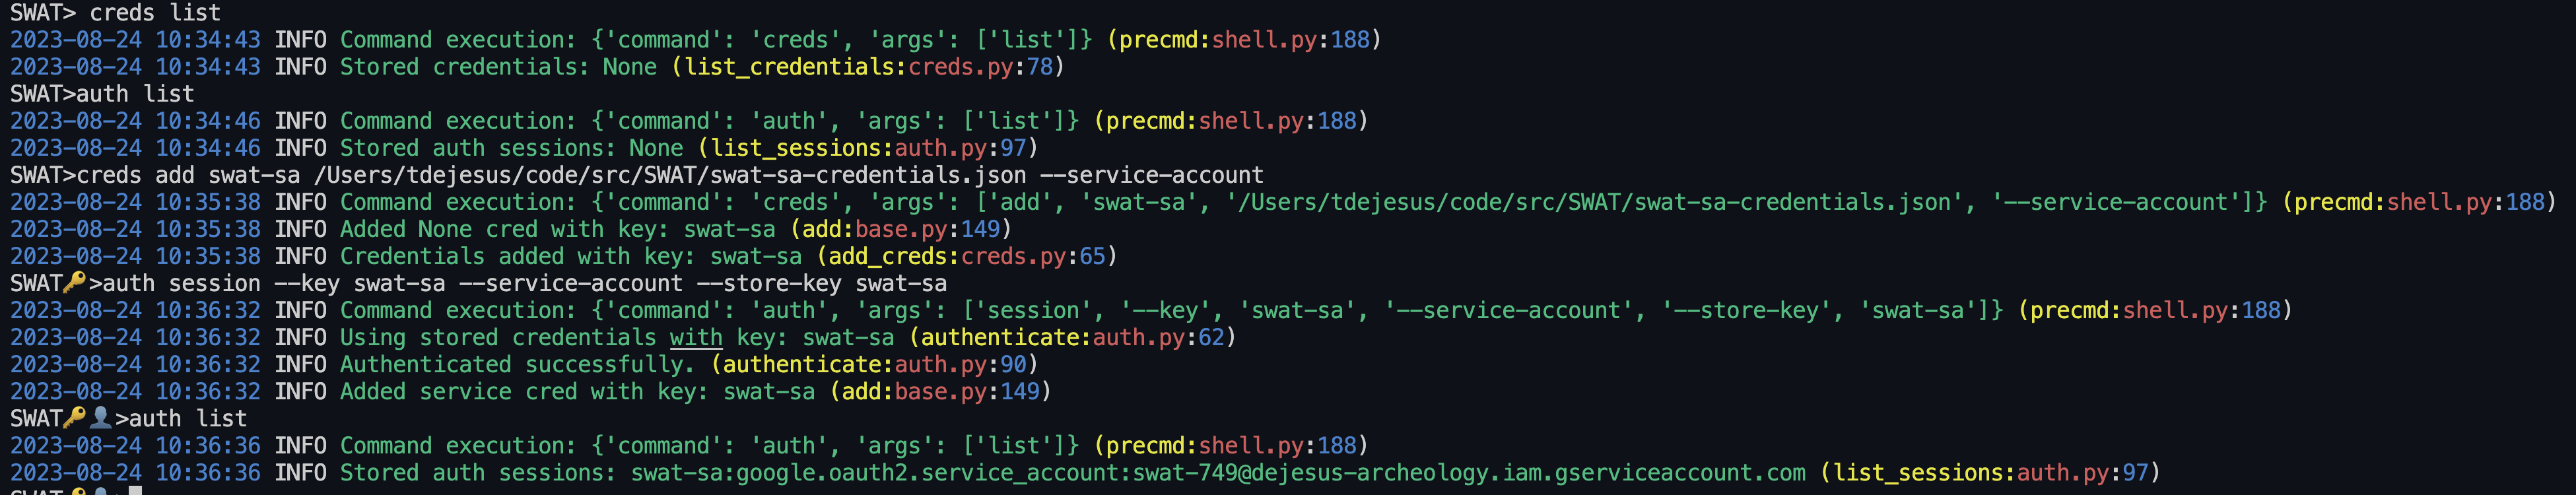 SWAT> creds list
2023-08-24 10:34:43 INFO Command execution: {'command': 'creds', 'args': ['list']} (precmd:shell.py:188)
2023-08-24 10:34:43 INFO Stored credentials: None (list_credentials:creds.py:78)
SWAT>auth list
2023-08-24 10:34:46 INFO Command execution: {'command': 'auth', 'args': ['list']} (precmd:shell.py:188)
2023-08-24 10:34:46 INFO Stored auth sessions: None (list_sessions:auth.py:97)
SWAT>creds add swat-sa /Users/tdejesus/code/src/SWAT/swat-sa-credentials.json --service-account
2023-08-24 10:35:38 INFO Command execution: {'command': 'creds', 'args': ['add', 'swat-sa', '/Users/tdejesus/code/src/SWAT/swat-sa-credentials.json', '--service-account']} (precmd:shell.py:188)
2023-08-24 10:35:38 INFO Added None cred with key: swat-sa (add:base.py:149)
2023-08-24 10:35:38 INFO Credentials added with key: swat-sa (add_creds:creds.py:65)
SWAT🔑>auth session --key swat-sa --service-account --store-key swat-sa
2023-08-24 10:36:32 INFO Command execution: {'command': 'auth', 'args': ['session', '--key', 'swat-sa', '--service-account', '--store-key', 'swat-sa']} (precmd:shell.py:188)
2023-08-24 10:36:32 INFO Using stored credentials with key: swat-sa (authenticate:auth.py:62)
2023-08-24 10:36:32 INFO Authenticated successfully. (authenticate:auth.py:90)
2023-08-24 10:36:32 INFO Added service cred with key: swat-sa (add:base.py:149)
SWAT🔑👤>auth list
2023-08-24 10:36:36 INFO Command execution: {'command': 'auth', 'args': ['list']} (precmd:shell.py:188)
2023-08-24 10:36:36 INFO Stored auth sessions: swat-sa:google.oauth2.service_account:swat-749@dejesus-archeology.iam.gserviceaccount.com (list_sessions:auth.py:97)
SWAT🔑👤>